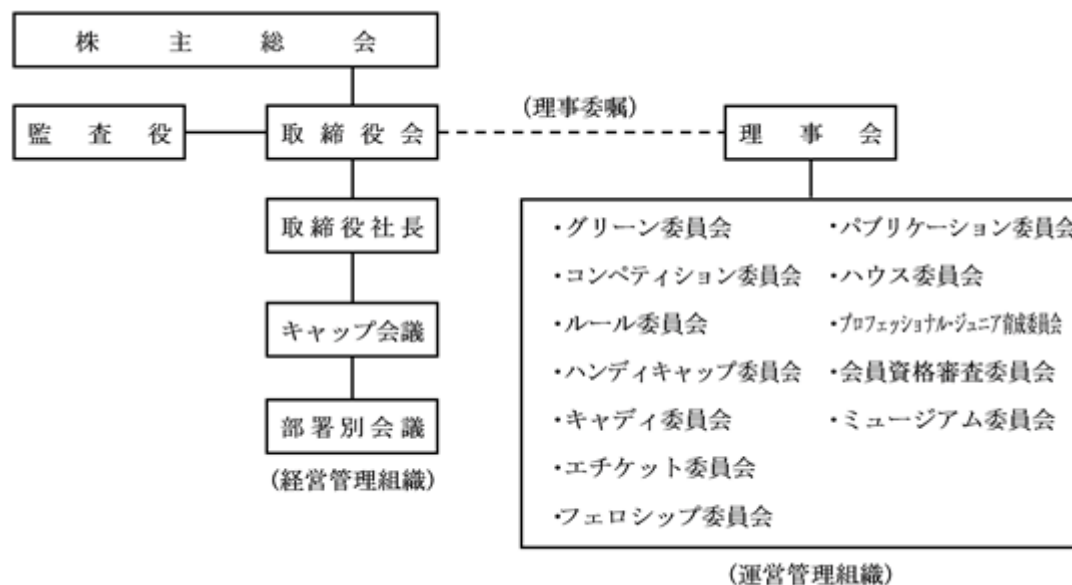 株主総会
(理事委嘱)
監査役
取締役会
理事会
取締役社長
キャップ会議
部署別会議
(経営管理組織)
・グリーン委員会
・コンペティション委員会
・ルール委員会
・ハンディキャップ委員会
・キャディ委員会
・エチケット委員会
・フェロシップ委員会
・パブリケーション委員会
・ハウス委員会
・プロフェッショナル・ジュニア育成委員会
・会員資格審査委員会
・ミュージアム委員会
(運営管理組織)